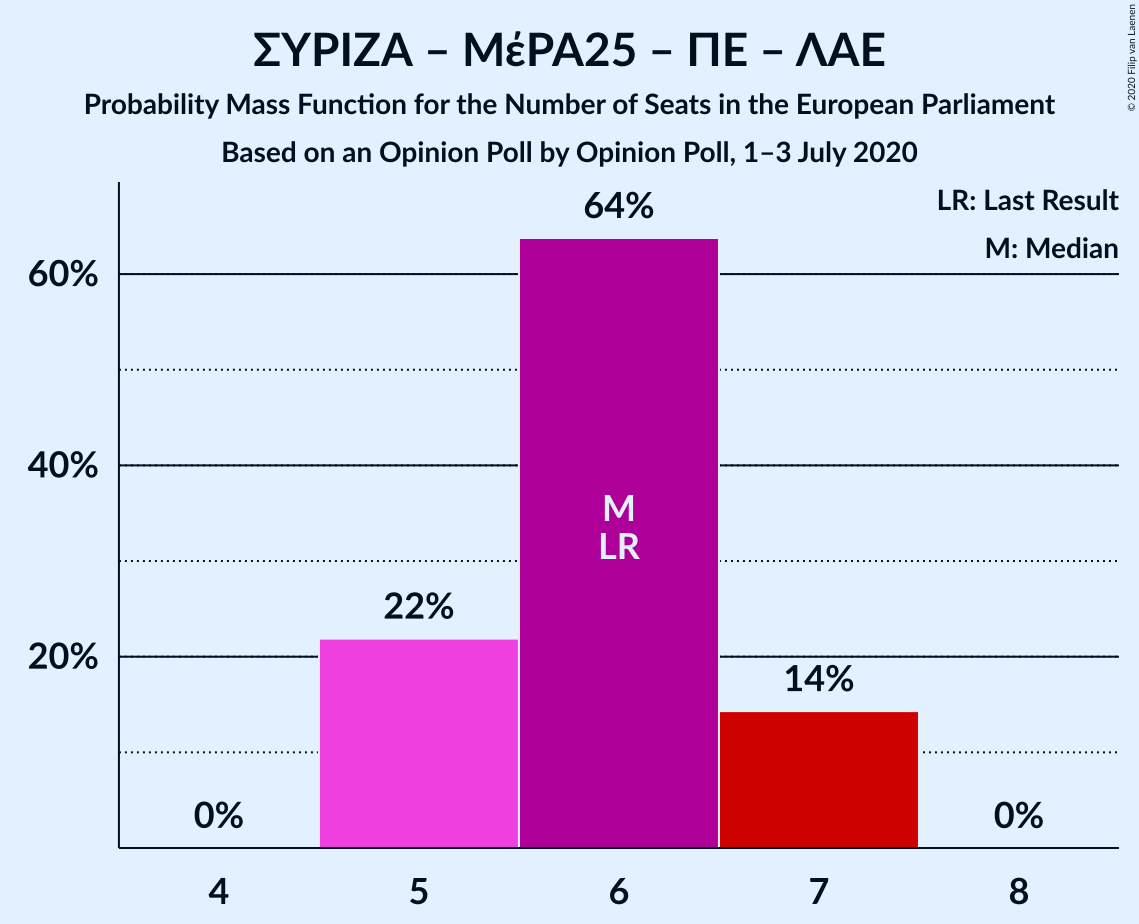 ΣΥΡΙΖΑ – ΜέΡΑ25 – ΠΕ – ΛΑΕ
Probability Mass Function for the Number of Seats in the European Parliament
Based on an Opinion Poll by Opinion Poll, 1–3 July 2020
© 2020 Filip van Laenen
LR: Last Result
M: Median
64%
60%
M
LR
40%
22%
20%
14%
0%
0%
4
5
6
7
8